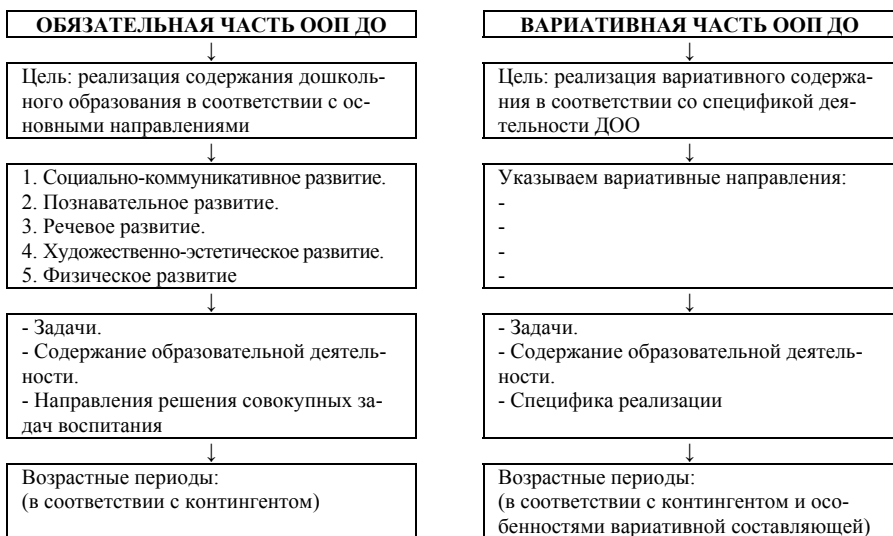 ОБЯЗАТЕЛЬНАЯ ЧАСТЬ ООП ДО
↓
Цель: реализация содержания дошколь-
ного образования в соответствии с ос-
новными направлениями
↓
1. Социально-коммуникативное развитие.
2. Познавательное развитие.
3. Речевое развитие.
4. Художественно-эстетическое развитие.
5. Физическое развитие
↓
- Задачи.
- Содержание образовательной деятель-
ности.
- Направления решения совокупных за-
дач воспитания
↓
Возрастные периоды:
(в соответствии с контингентом)
ВАРИАТИВНАЯ ЧАСТЬ ООП ДО
↓
Цель: реализация вариативного содержа-
ния в соответствии со спецификой дея-
тельности ДОО
↓
Указываем вариативные направления:
-
-
-
-
↓
- Задачи.
- Содержание образовательной деятель-
ности.
- Специфика реализации
↓
Возрастные периоды:
(в соответствии с контингентом и осо-
бенностями вариативной составляющей)